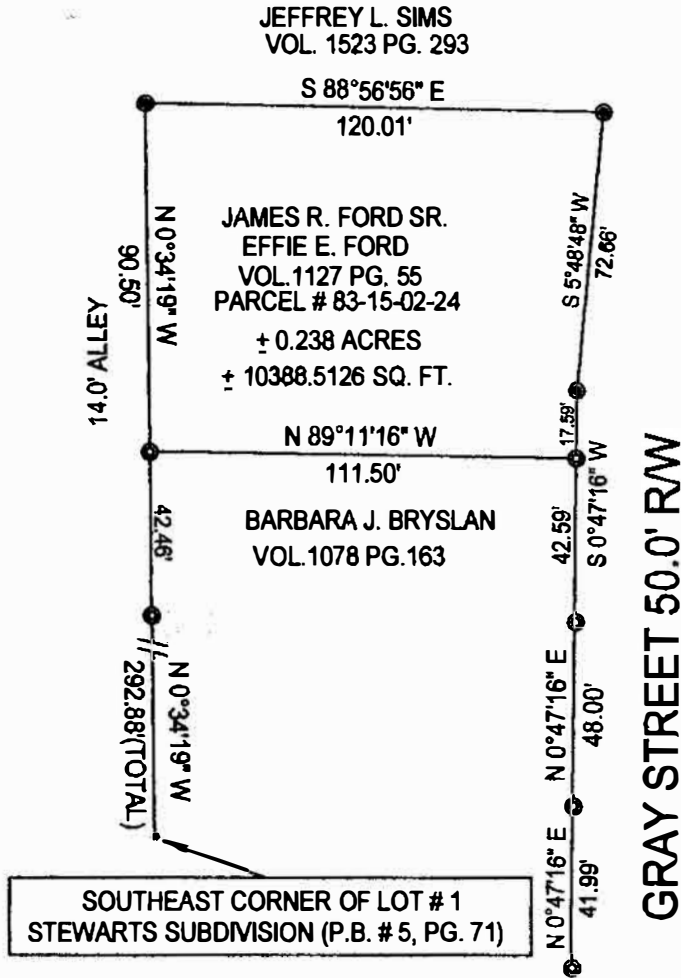 JEFFREY L. SIMS
VOL. 1523 PG. 293
S 88°56'56" E
120.01'
N 0°34'19" W
90.50'
14.0' ALLEY
JAMES R. FORD SR.
EFFIE E. FORD
VOL.1127 PG. 55
PARCEL # 83-15-02-24
± 0.238 ACRES
± 10388.5126 SQ. FT.
S 5°48'48" W
72.66'
17.59'
N 89°11'16" W
111.50'
S 0°47'16" W
42.59'
42.46'
BARBARA J. BRYSLAN
VOL.1078 PG.163
N 0°34'19" W
292.88'(TOTAL)
N 0°47'16" E
48.00'
N 0°47'16" E
41.99'
GRAY STREET 50.0' R/W
SOUTHEAST CORNER OF LOT # 1
STEWARTS SUBDIVISION (P.B. # 5, PG. 71)